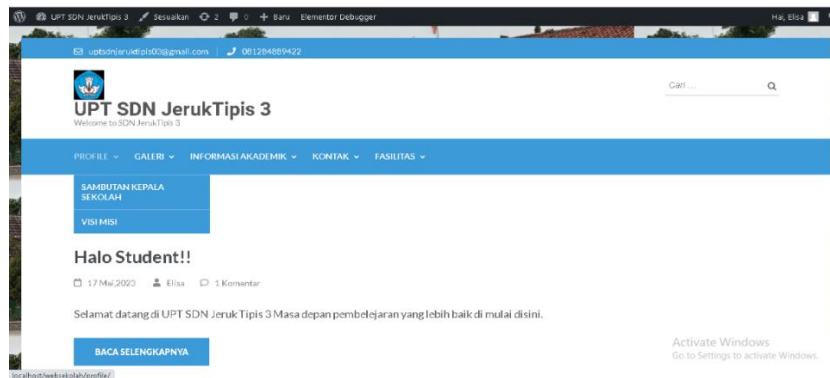 UPT SDN JerukTipis 3 Sesuaikan 2 0 + Baru Elementor Debugger Hai, Elisa
uptsdnjeruktipis03@gmail.com | 081284889422
UPT SDN JerukTipis 3
Welcome to SDN JerukTipis 3
Cari ...
PROFILE GALERI INFORMASI AKADEMIK KONTAK FASILITAS
SAMBUTAN KEPALA
SEKOLAH
VISI MISI
Halo Student!!
17 Mei,2023 Elisa 1 Komentar
Selamat datang di UPT SDN Jeruk Tipis 3 Masa depan pembelejaran yang lebih baik di mulai disini.
BACA SELENGKAPNYA
Activate Windows
Go to Settings to activate Windows.
localhost/websekolah/profile/